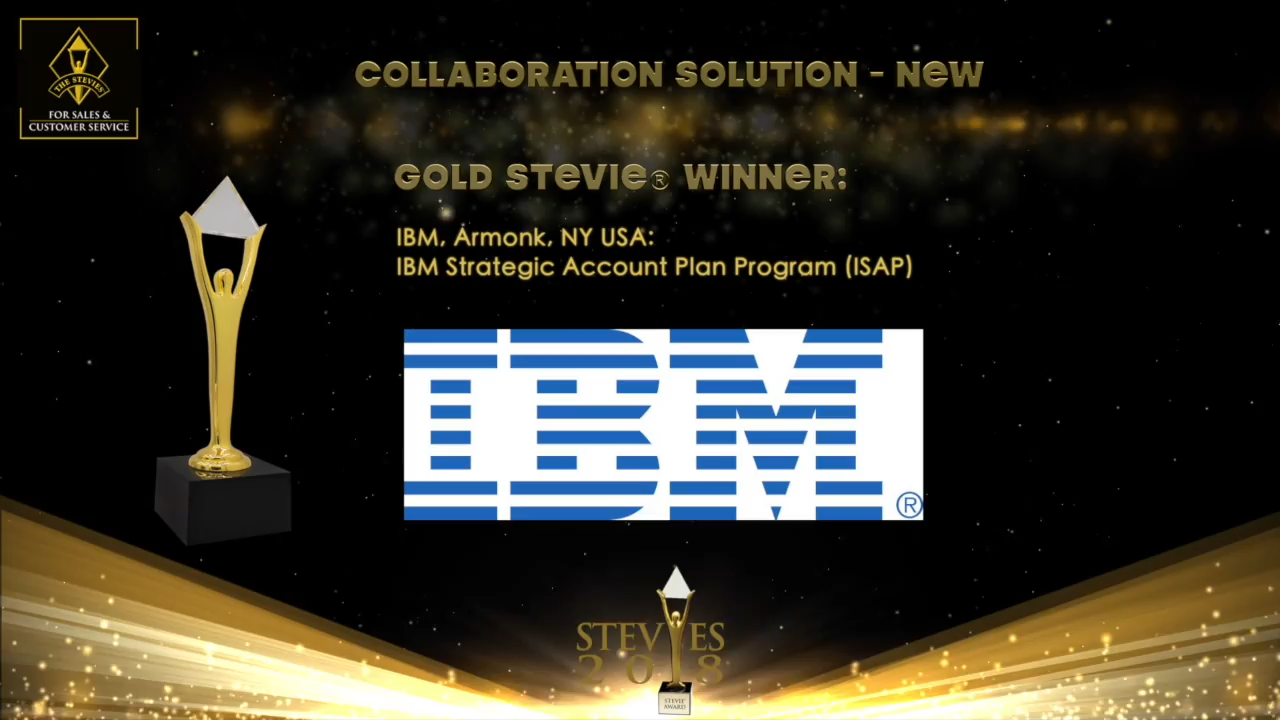 THE STEVIES
FOR SALES &
CUSTOMER SERVICE
COLLABORATION SOLUTION - NEW
GOLD STEVIE® WINNER:
IBM, Armonk, NY USA:
IBM Strategic Account Plan Program (ISAP)
IBM®
STEVIES
2018
STEVIE®
AWARD